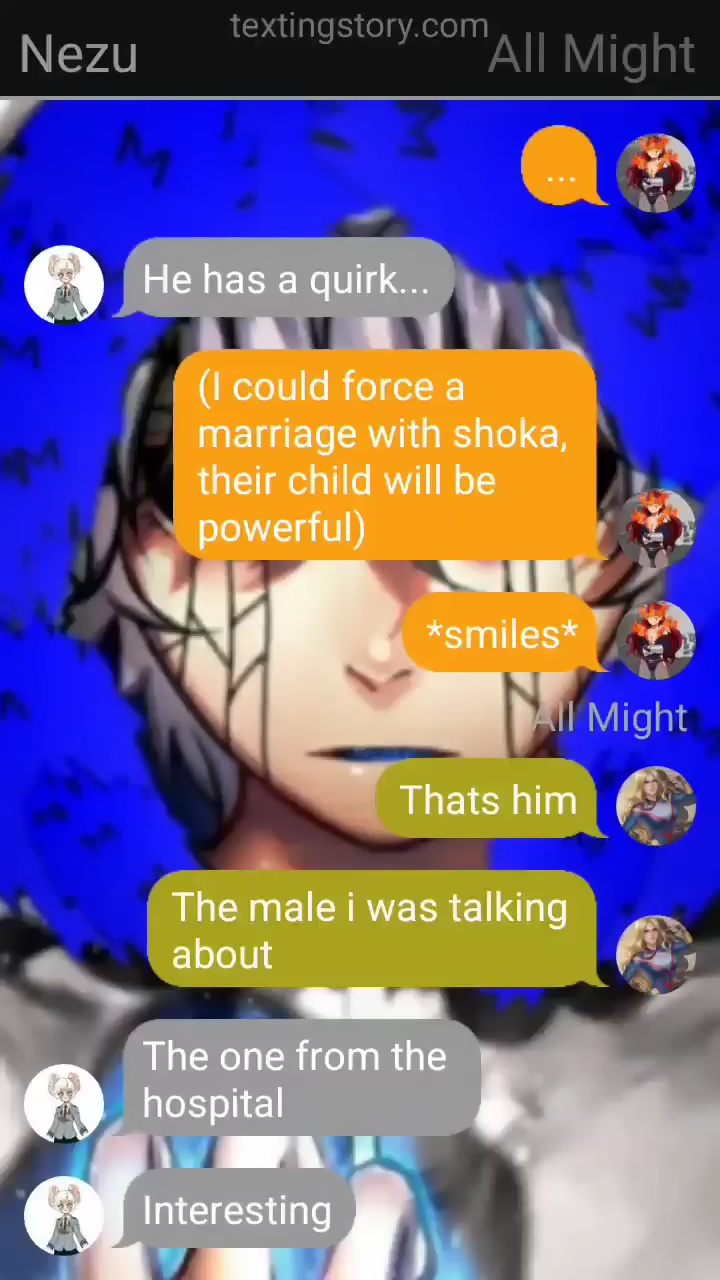 textingstory.com
Nezu
All Might
...
He has a quirk...
(I could force a
marriage with shoka,
their child will be
powerful)
*smiles*
All Might
Thats him
The male i was talking
about
The one from the
hospital
Interesting